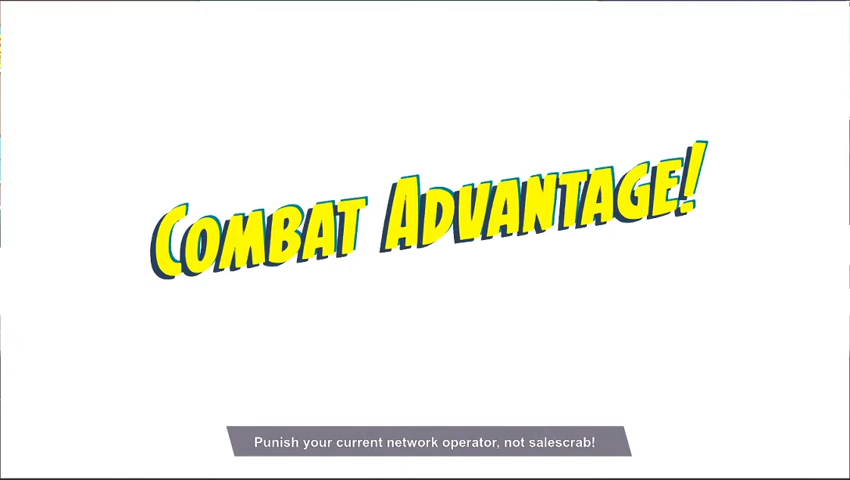 Combat Advantage!
Punish your current network operator, not salescrab!